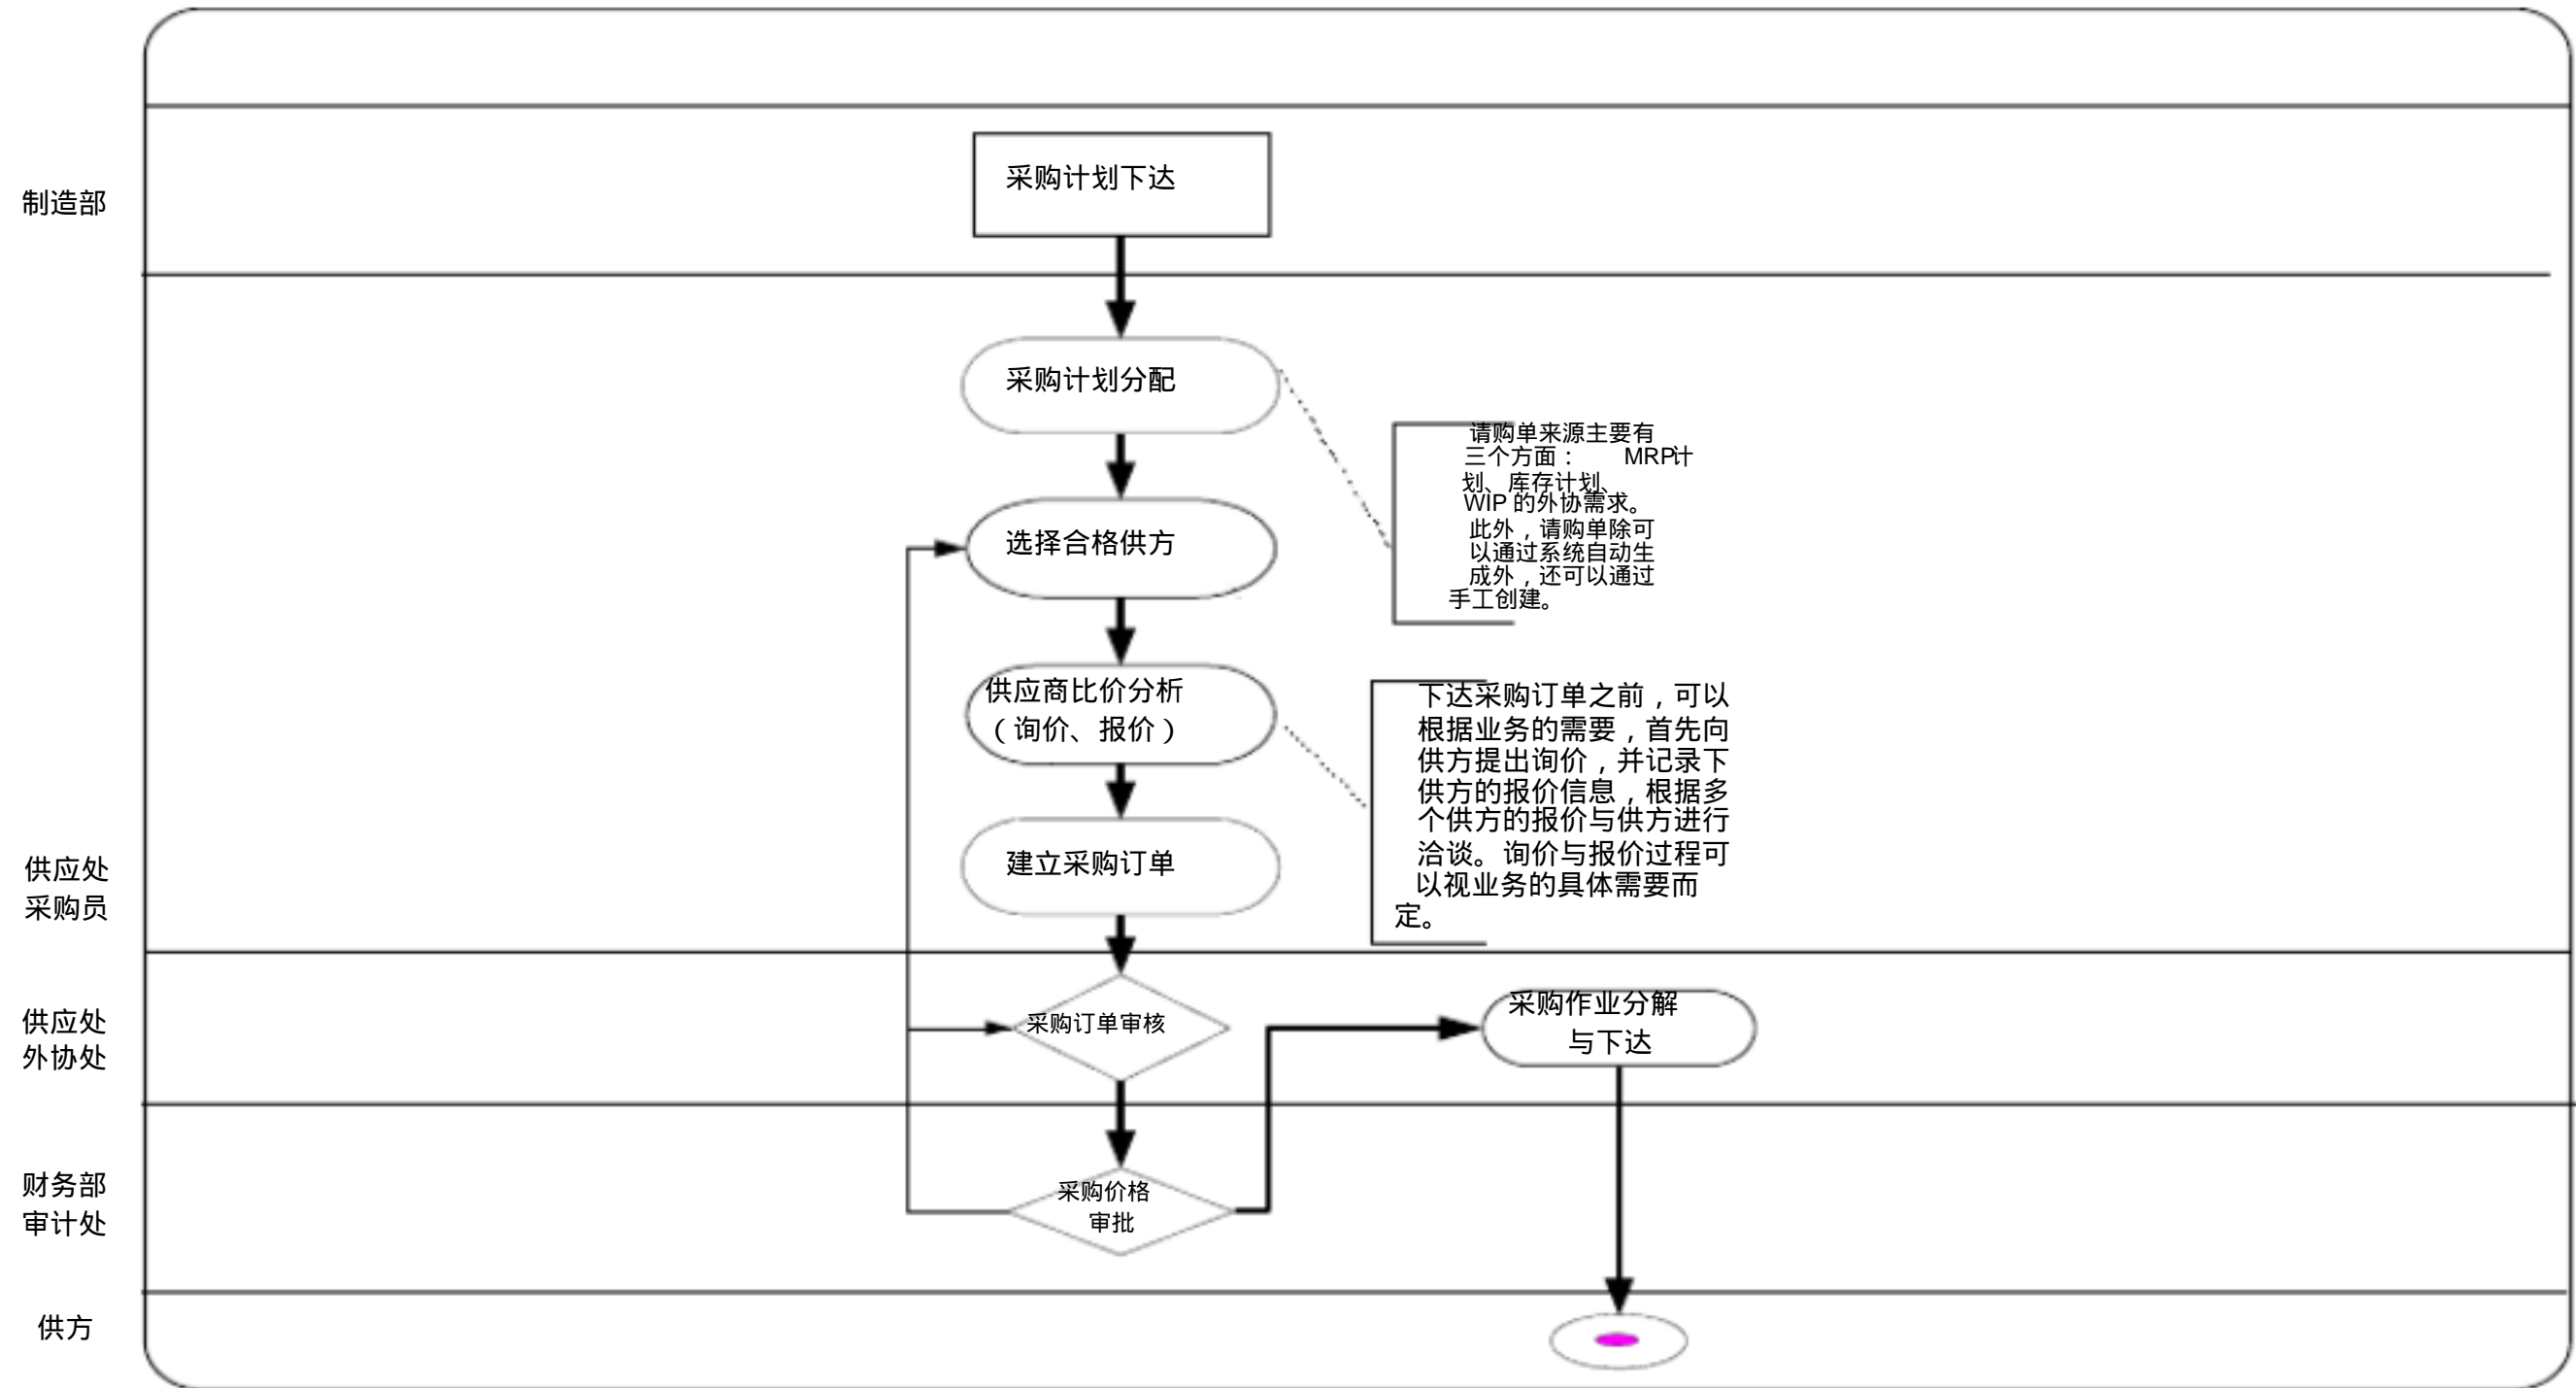 采购计划下达
制造部
采购计划分配
请购单来源主要有
三个方面： MRP计
划、库存计划、
WIP 的外协需求。
此外，请购单除可
以通过系统自动生
成外，还可以通过
手工创建。
选择合格供方
供应商比价分析
（询价、报价）
下达采购订单之前，可以
根据业务的需要，首先向
供方提出询价，并记录下
供方的报价信息，根据多
个供方的报价与供方进行
洽谈。询价与报价过程可
以视业务的具体需要而
定。
建立采购订单
供应处
采购员
供应处
外协处
采购订单审核
采购作业分解
与下达
财务部
审计处
采购价格
审批
供方